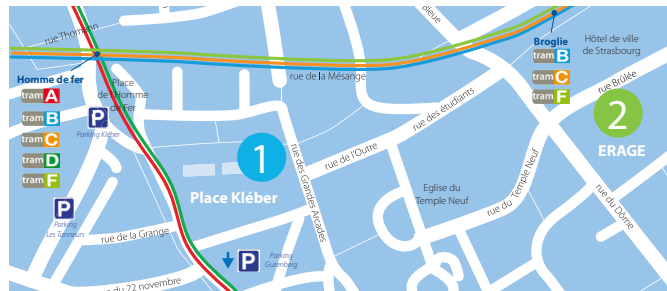 rue Thomann
Bleue
Broglie
tram B
tram C
tram F
Hôtel de ville
de Strasbourg
Homme de fer
tram A
tram B
tram C
tram D
tram F
Place
de l'Homme
de Fer
rue de la Mésange
rue Brûlée
P
Parking Kléber
1
2
ERAGE
rue des étudiants
rue de l'Outre
rue des Grandes Arcades
Place Kléber
Eglise du
Temple Neuf
rue du Temple Neuf
rue du Dôme
P
Parking
Les Tanneurs
rue de la Grange
P
Parking
Gutenberg
du 22 novembre